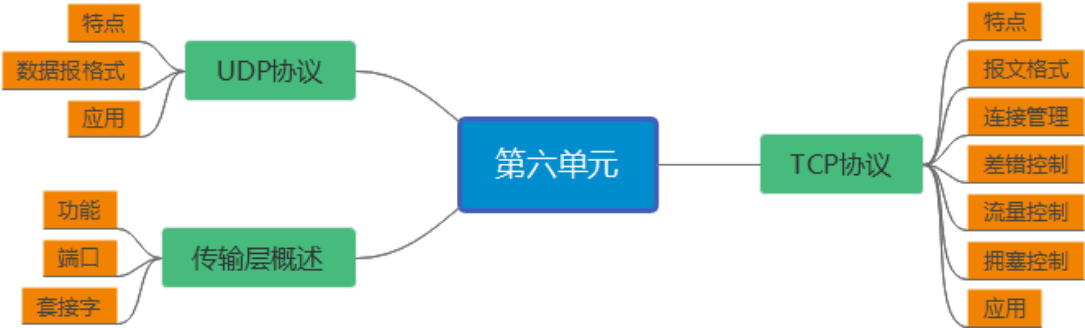 特点
数据报格式
应用
UDP协议
功能
端口
套接字
传输层概述
第六单元
TCP协议
特点
报文格式
连接管理
差错控制
流量控制
拥塞控制
应用